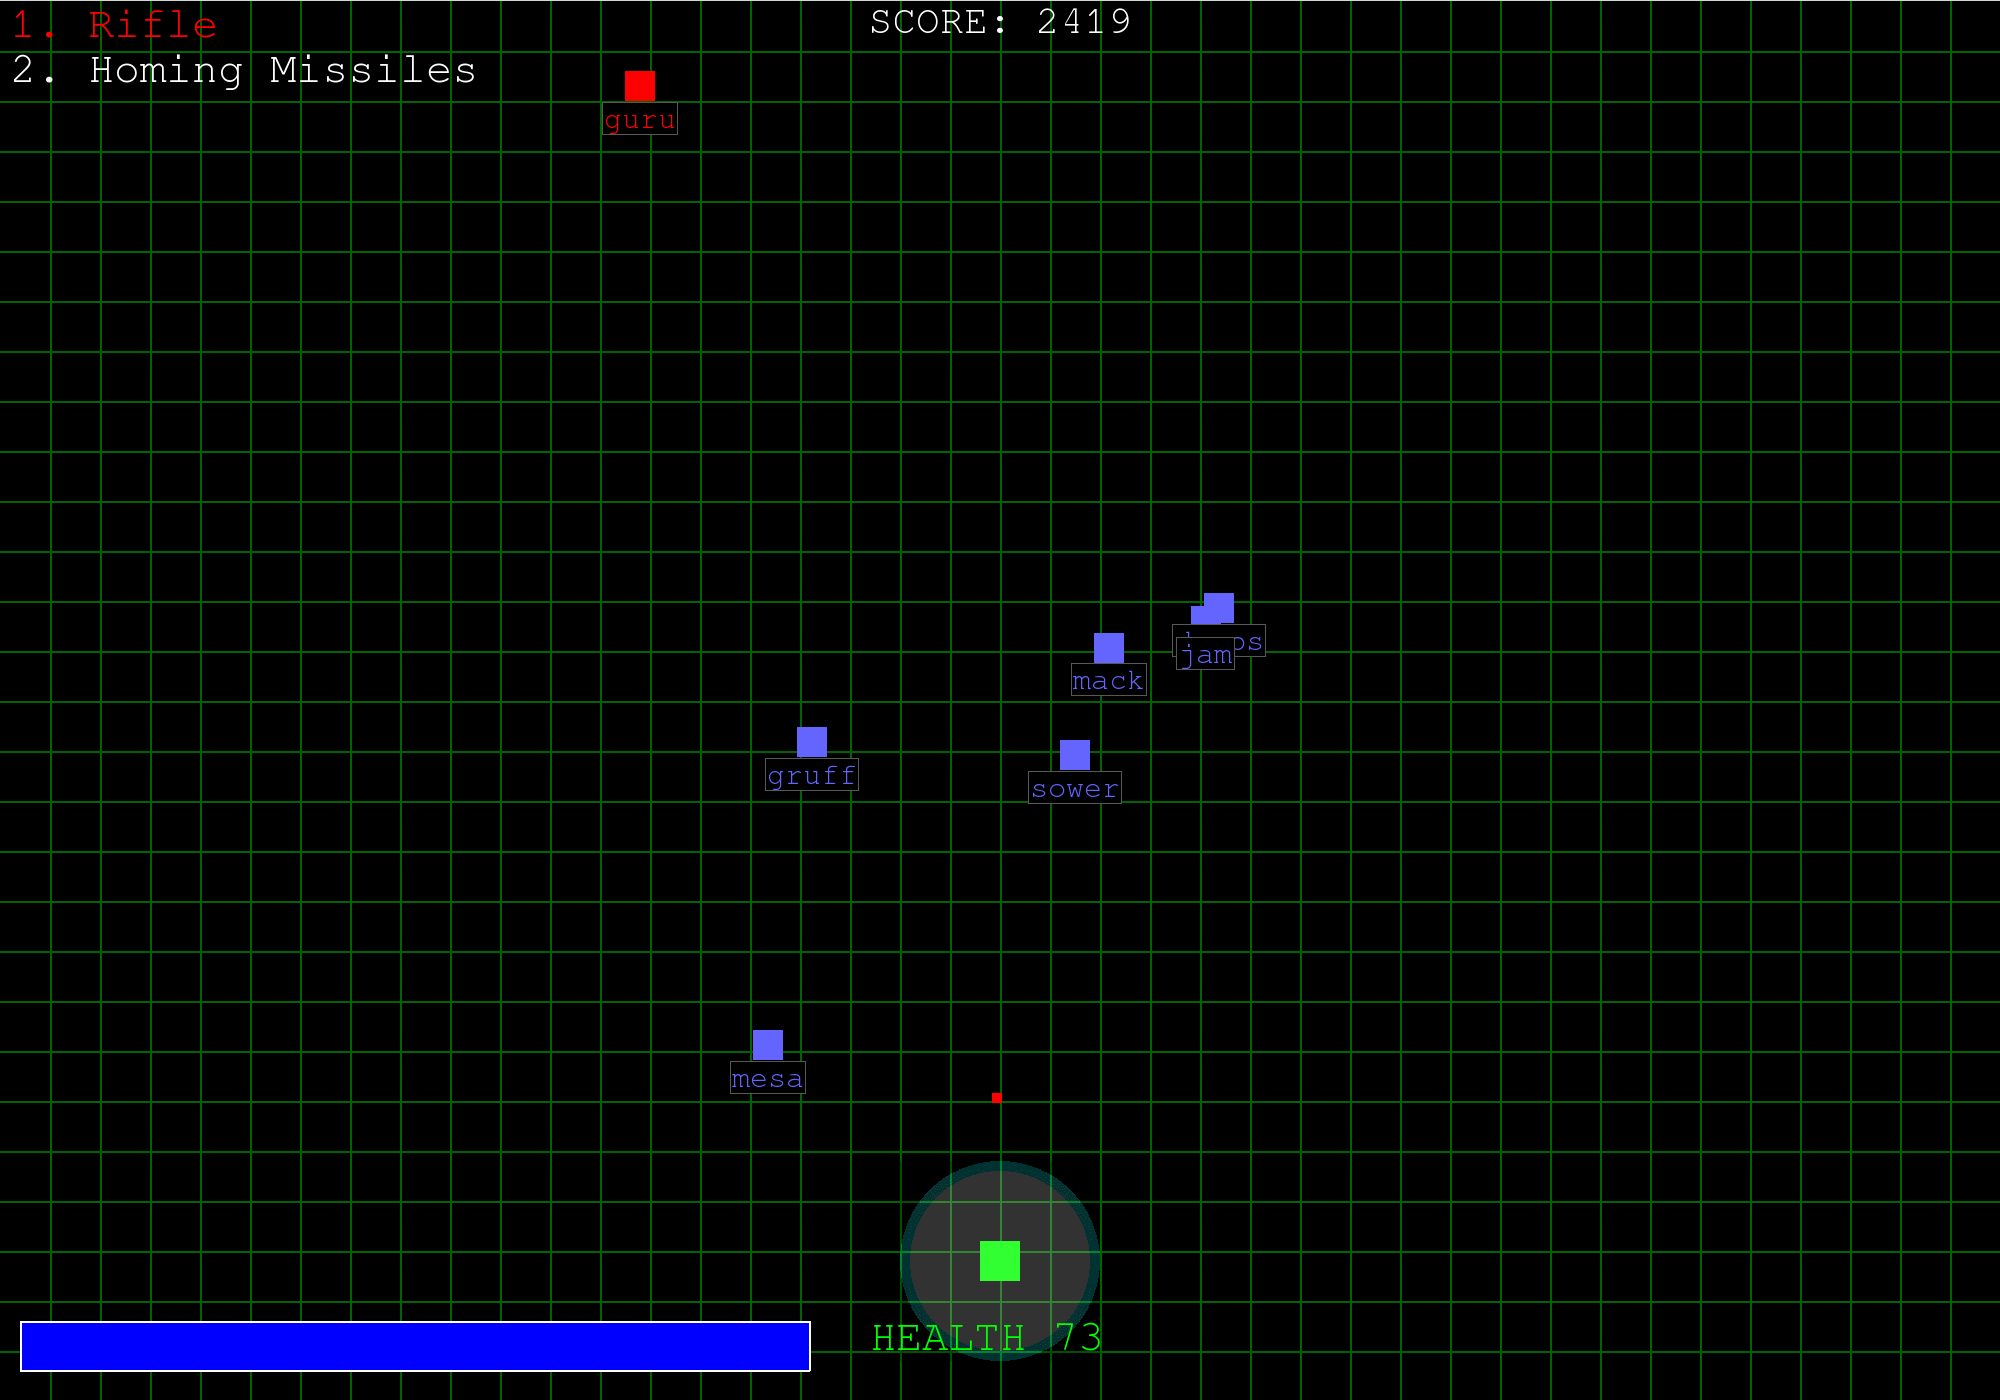 1. Rifle
SCORE: 2419
2. Homing Missiles
guru
jam
mack
gruff
sower
mesa
HEALTH 73